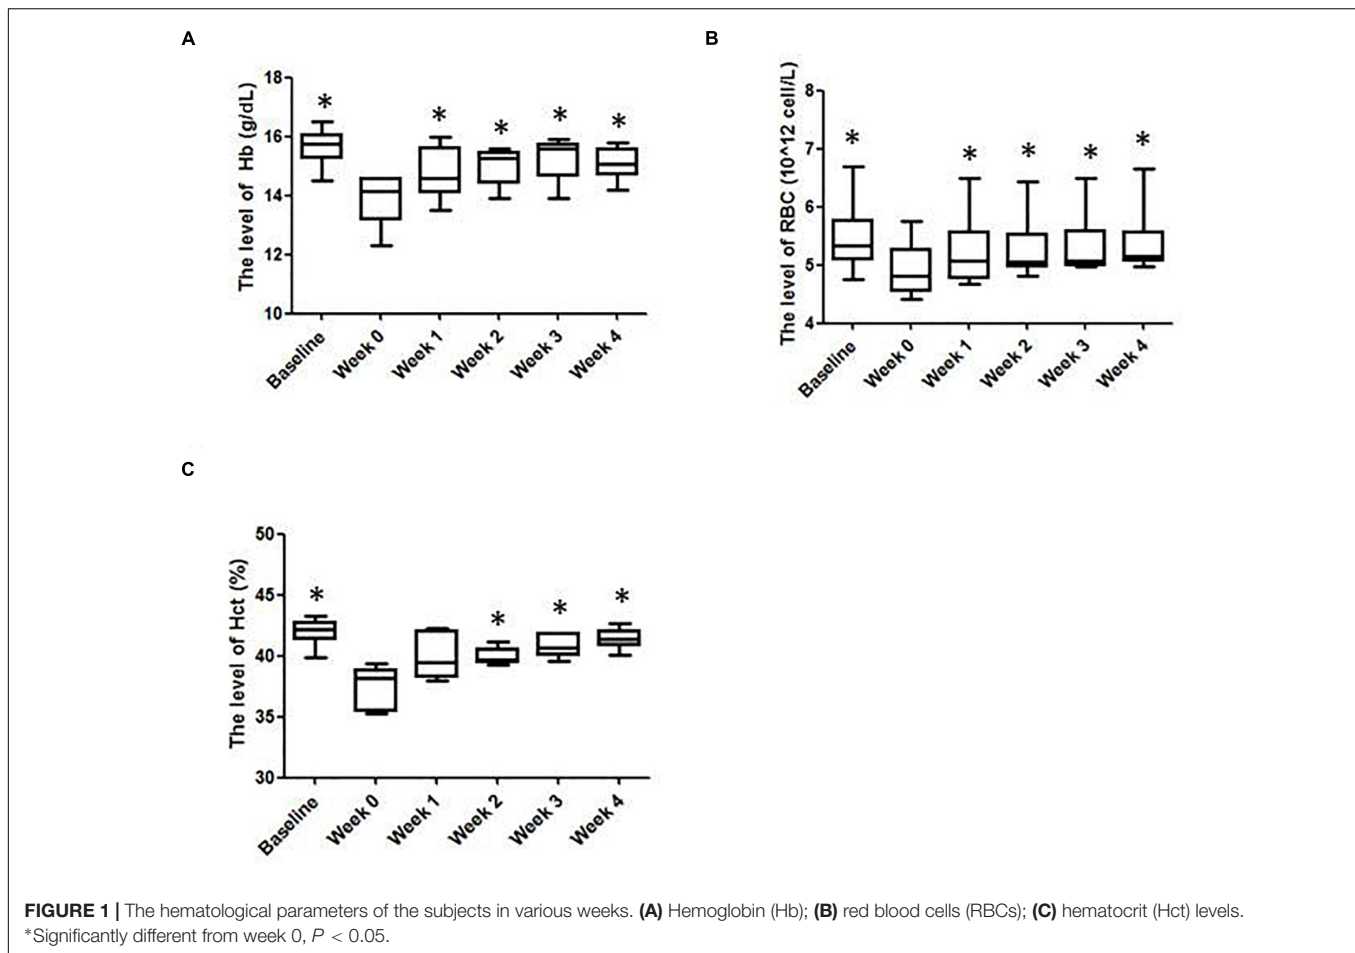 A
The level of Hb (g/dL)
18
16
14
12
10
* * * * *
Baseline
Week 0
Week 1
Week 2
Week 3
Week 4
B
The level of RBC (10^12 cell/L)
8
7
6
5
4
* * * * *
Baseline
Week 0
Week 1
Week 2
Week 3
Week 4
C
The level of Hct (%)
50
45
40
35
30
* * * *
Baseline
Week 0
Week 1
Week 2
Week 3
Week 4
FIGURE 1 | The hematological parameters of the subjects in various weeks. (A) Hemoglobin (Hb); (B) red blood cells (RBCs); (C) hematocrit (Hct) levels.
*Significantly different from week 0, P < 0.05.